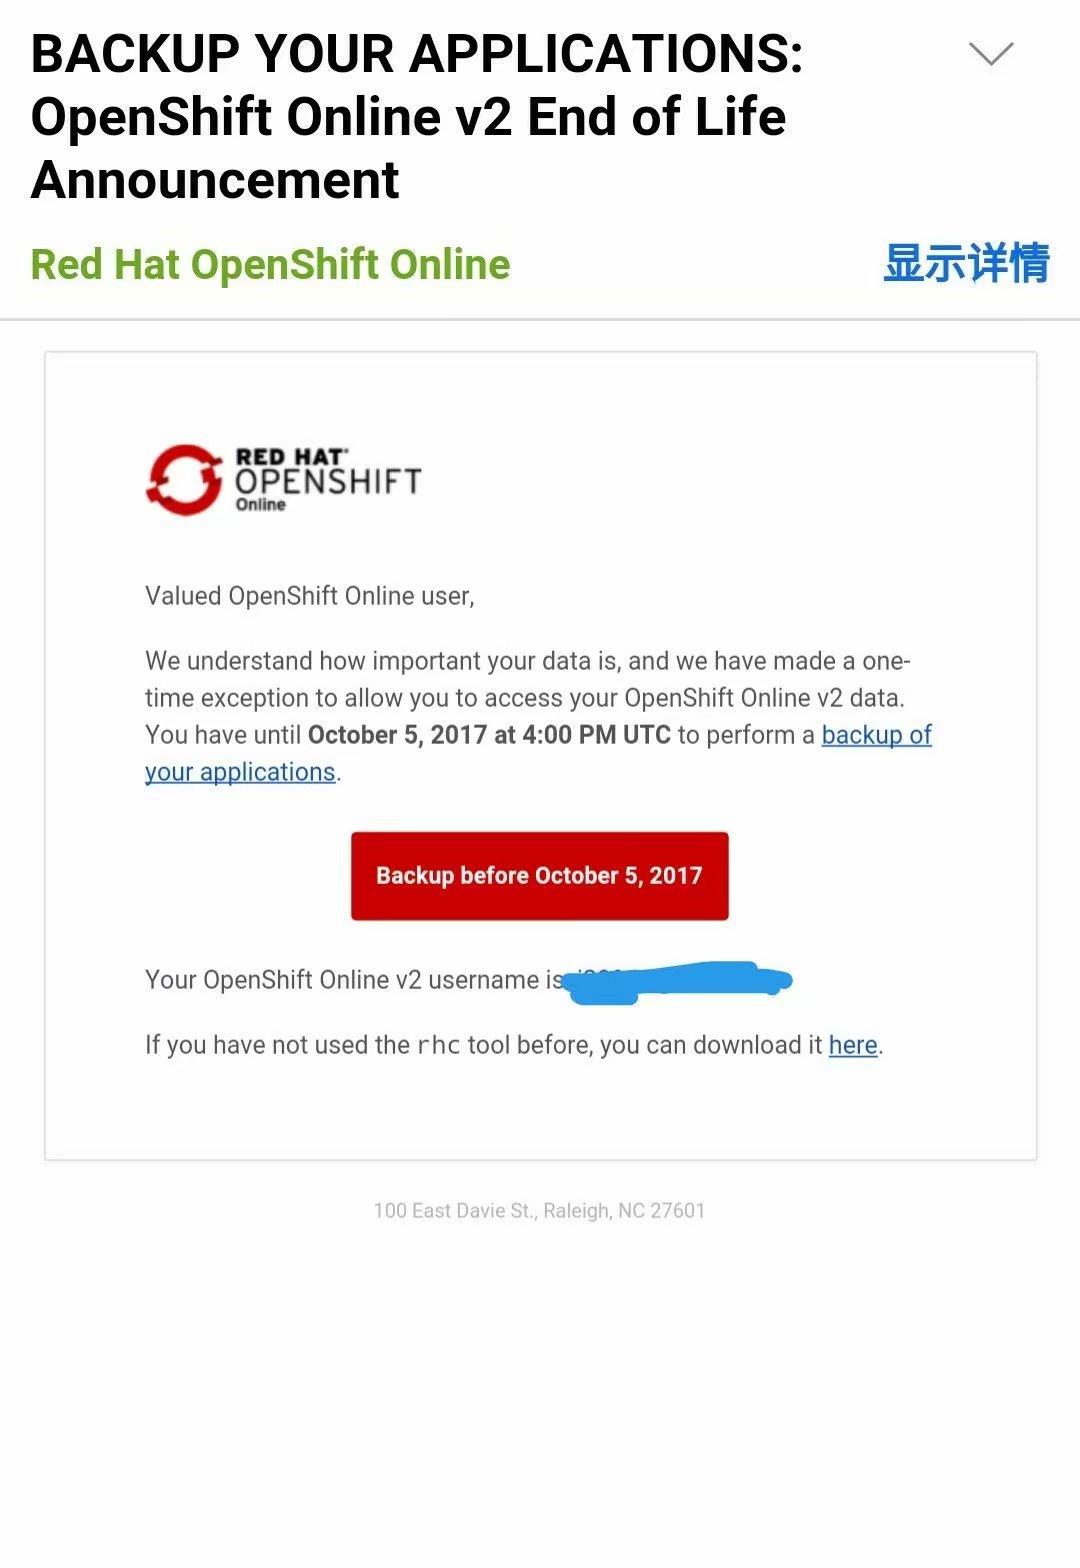 BACKUP YOUR APPLICATIONS:
OpenShift Online v2 End of Life
Announcement
Red Hat OpenShift Online
显示详情
RED HAT
OPENSHIFT
Online
Valued OpenShift Online user,
We understand how important your data is, and we have made a one-
time exception to allow you to access your OpenShift Online v2 data.
You have until October 5, 2017 at 4:00 PM UTC to perform a backup of
your applications.
Backup before October 5, 2017
Your OpenShift Online v2 username is
If you have not used the rhc tool before, you can download it here.
100 East Davie St., Raleigh, NC 27601